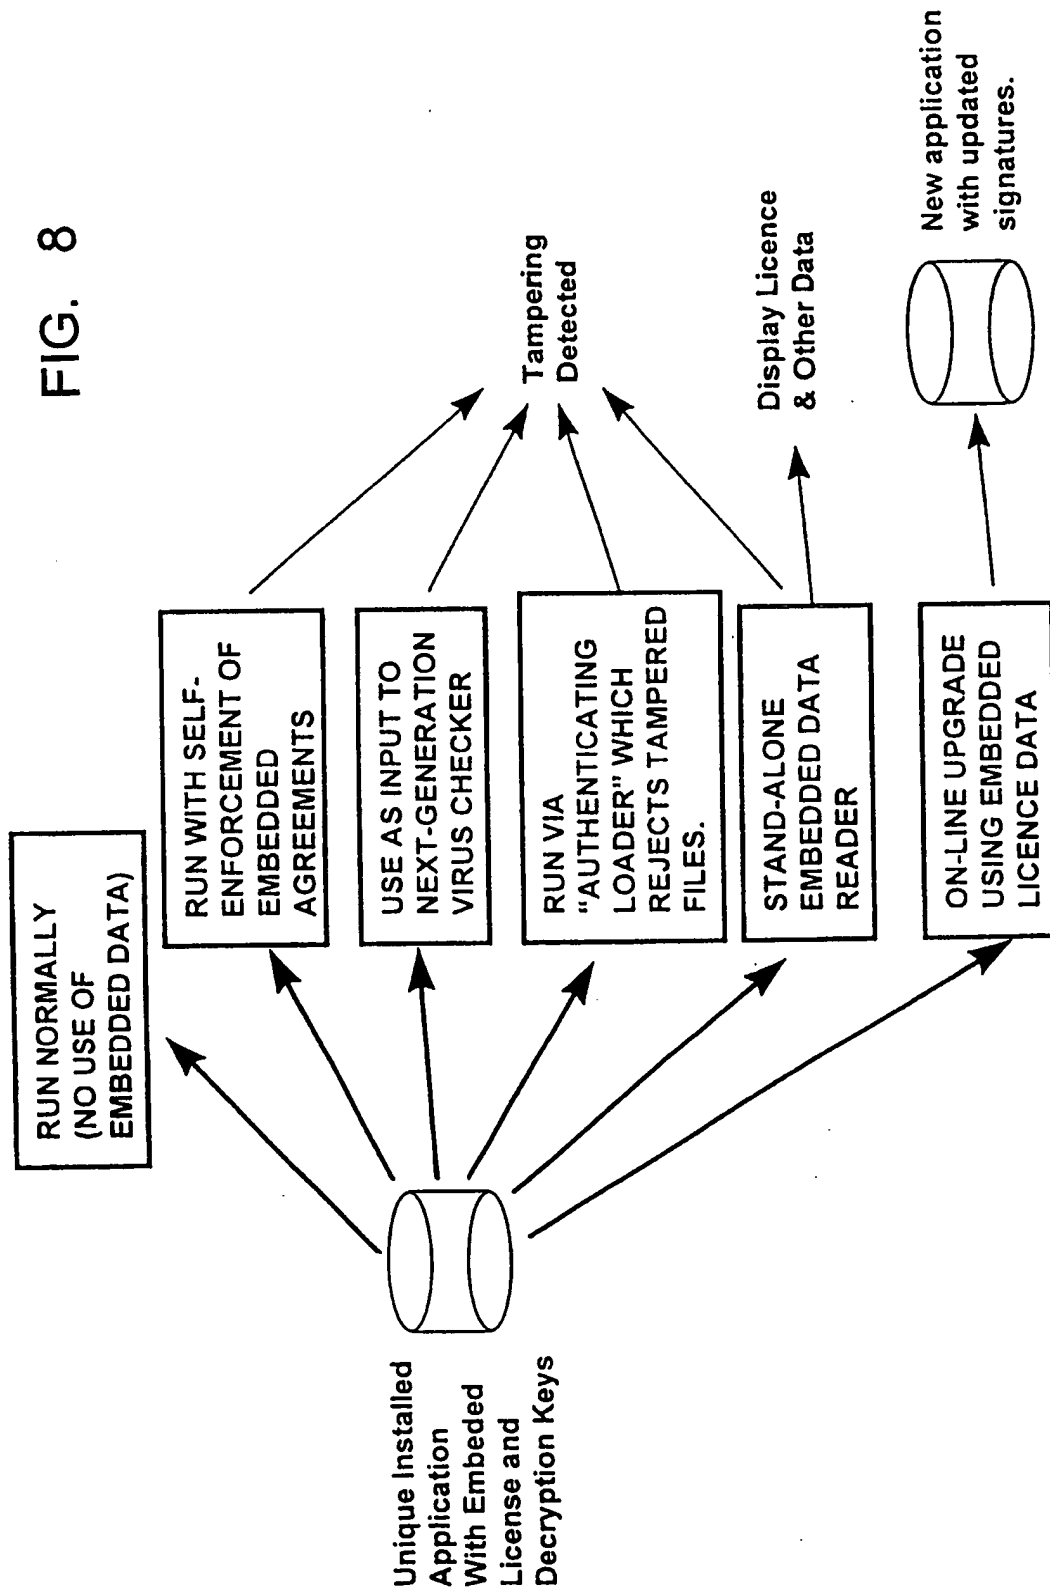 FIG. 8
Unique Installed
Application
With Embeded
License and
Decryption Keys
RUN NORMALLY
(NO USE OF
EMBEDDED DATA)
RUN WITH SELF-
ENFORCEMENT OF
EMBEDDED
AGREEMENTS
USE AS INPUT TO
NEXT-GENERATION
VIRUS CHECKER
RUN VIA
“AUTHENTICATING
LOADER” WHICH
REJECTS TAMPERED
FILES.
STAND-ALONE
EMBEDDED DATA
READER
ON-LINE UPGRADE
USING EMBEDDED
LICENCE DATA
Tampering
Detected
Display Licence
& Other Data
New application
with updated
signatures.